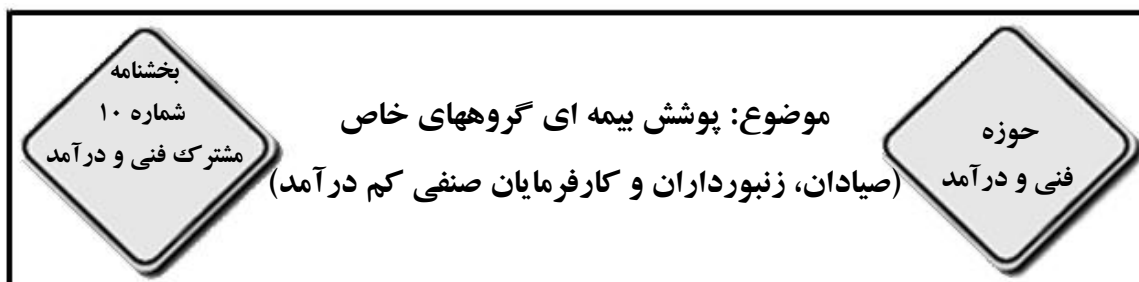 حوزه
فنی و درآمد
موضوع: پوشش بیمه ای گروههای خاص
(صیادان، زنبورداران و کارفرمایان صنفی کم درآمد)
بخشنامه
شماره ۱۰
مشترک فنی و درآمد